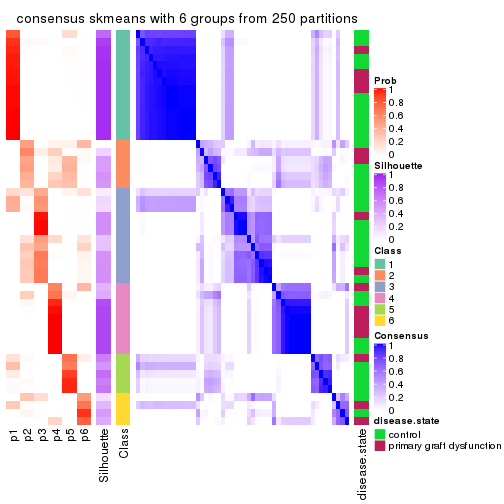 consensus skmeans with 6 groups from 250 partitions
Prob
1
0.8
0.6
0.4
0.2
0
Silhouette
1
0.8
0.6
0.4
0.2
0
Class
1
2
3
4
5
6
Consensus
1
0.8
0.6
0.4
0.2
0
disease.state
control
primary graft dysfunction
p1
p2
p3
p4
p5
p6
Silhouette
Class
disease.state